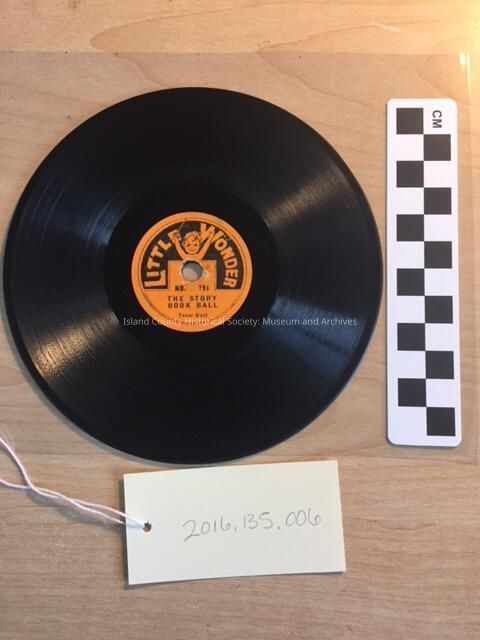 CM
LITTLE WONDER
NO. 791
THE STORY
BOOK BALL
Tenor Duet
Island County Historical Society: Museum and Archives
2016.135.006